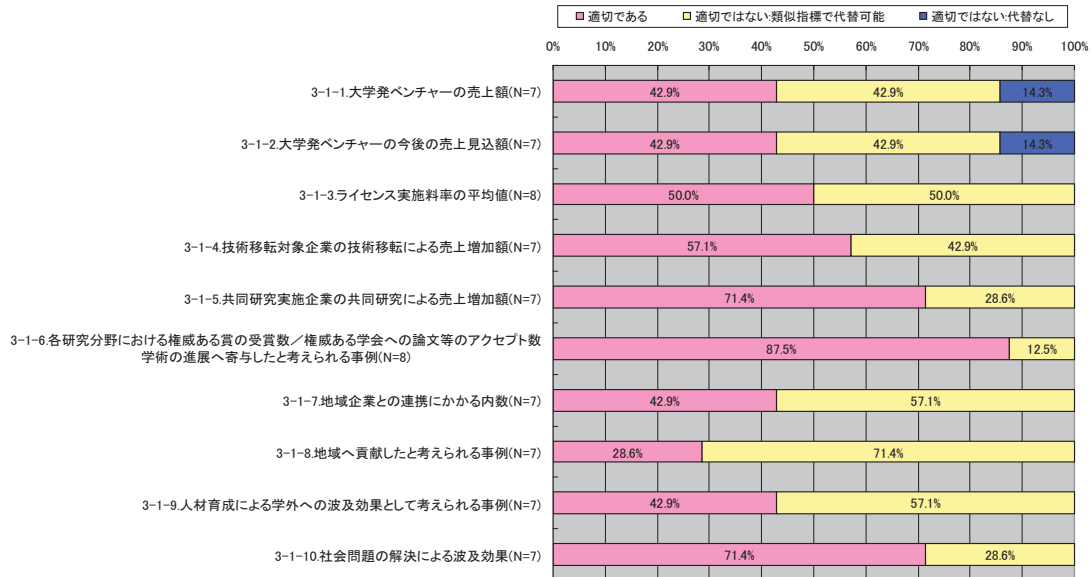 適切である 適切ではない:類似指標で代替可能 適切ではない:代替なし
0% 10% 20% 30% 40% 50% 60% 70% 80% 90% 100%
3-1-1.大学発ベンチャーの売上額(N=7) 42.9% 42.9% 14.3%
3-1-2.大学発ベンチャーの今後の売上見込額(N=7) 42.9% 42.9% 14.3%
3-1-3.ライセンス実施料率の平均値(N=8) 50.0% 50.0%
3-1-4.技術移転対象企業の技術移転による売上増加額(N=7) 57.1% 42.9%
3-1-5.共同研究実施企業の共同研究による売上増加額(N=7) 71.4% 28.6%
3-1-6.各研究分野における権威ある賞の受賞数／権威ある学会への論文等のアクセプト数
学術の進展へ寄与したと考えられる事例(N=8) 87.5% 12.5%
3-1-7.地域企業との連携にかかる内数(N=7) 42.9% 57.1%
3-1-8.地域へ貢献したと考えられる事例(N=7) 28.6% 71.4%
3-1-9.人材育成による学外への波及効果として考えられる事例(N=7) 42.9% 57.1%
3-1-10.社会問題の解決による波及効果(N=7) 71.4% 28.6%